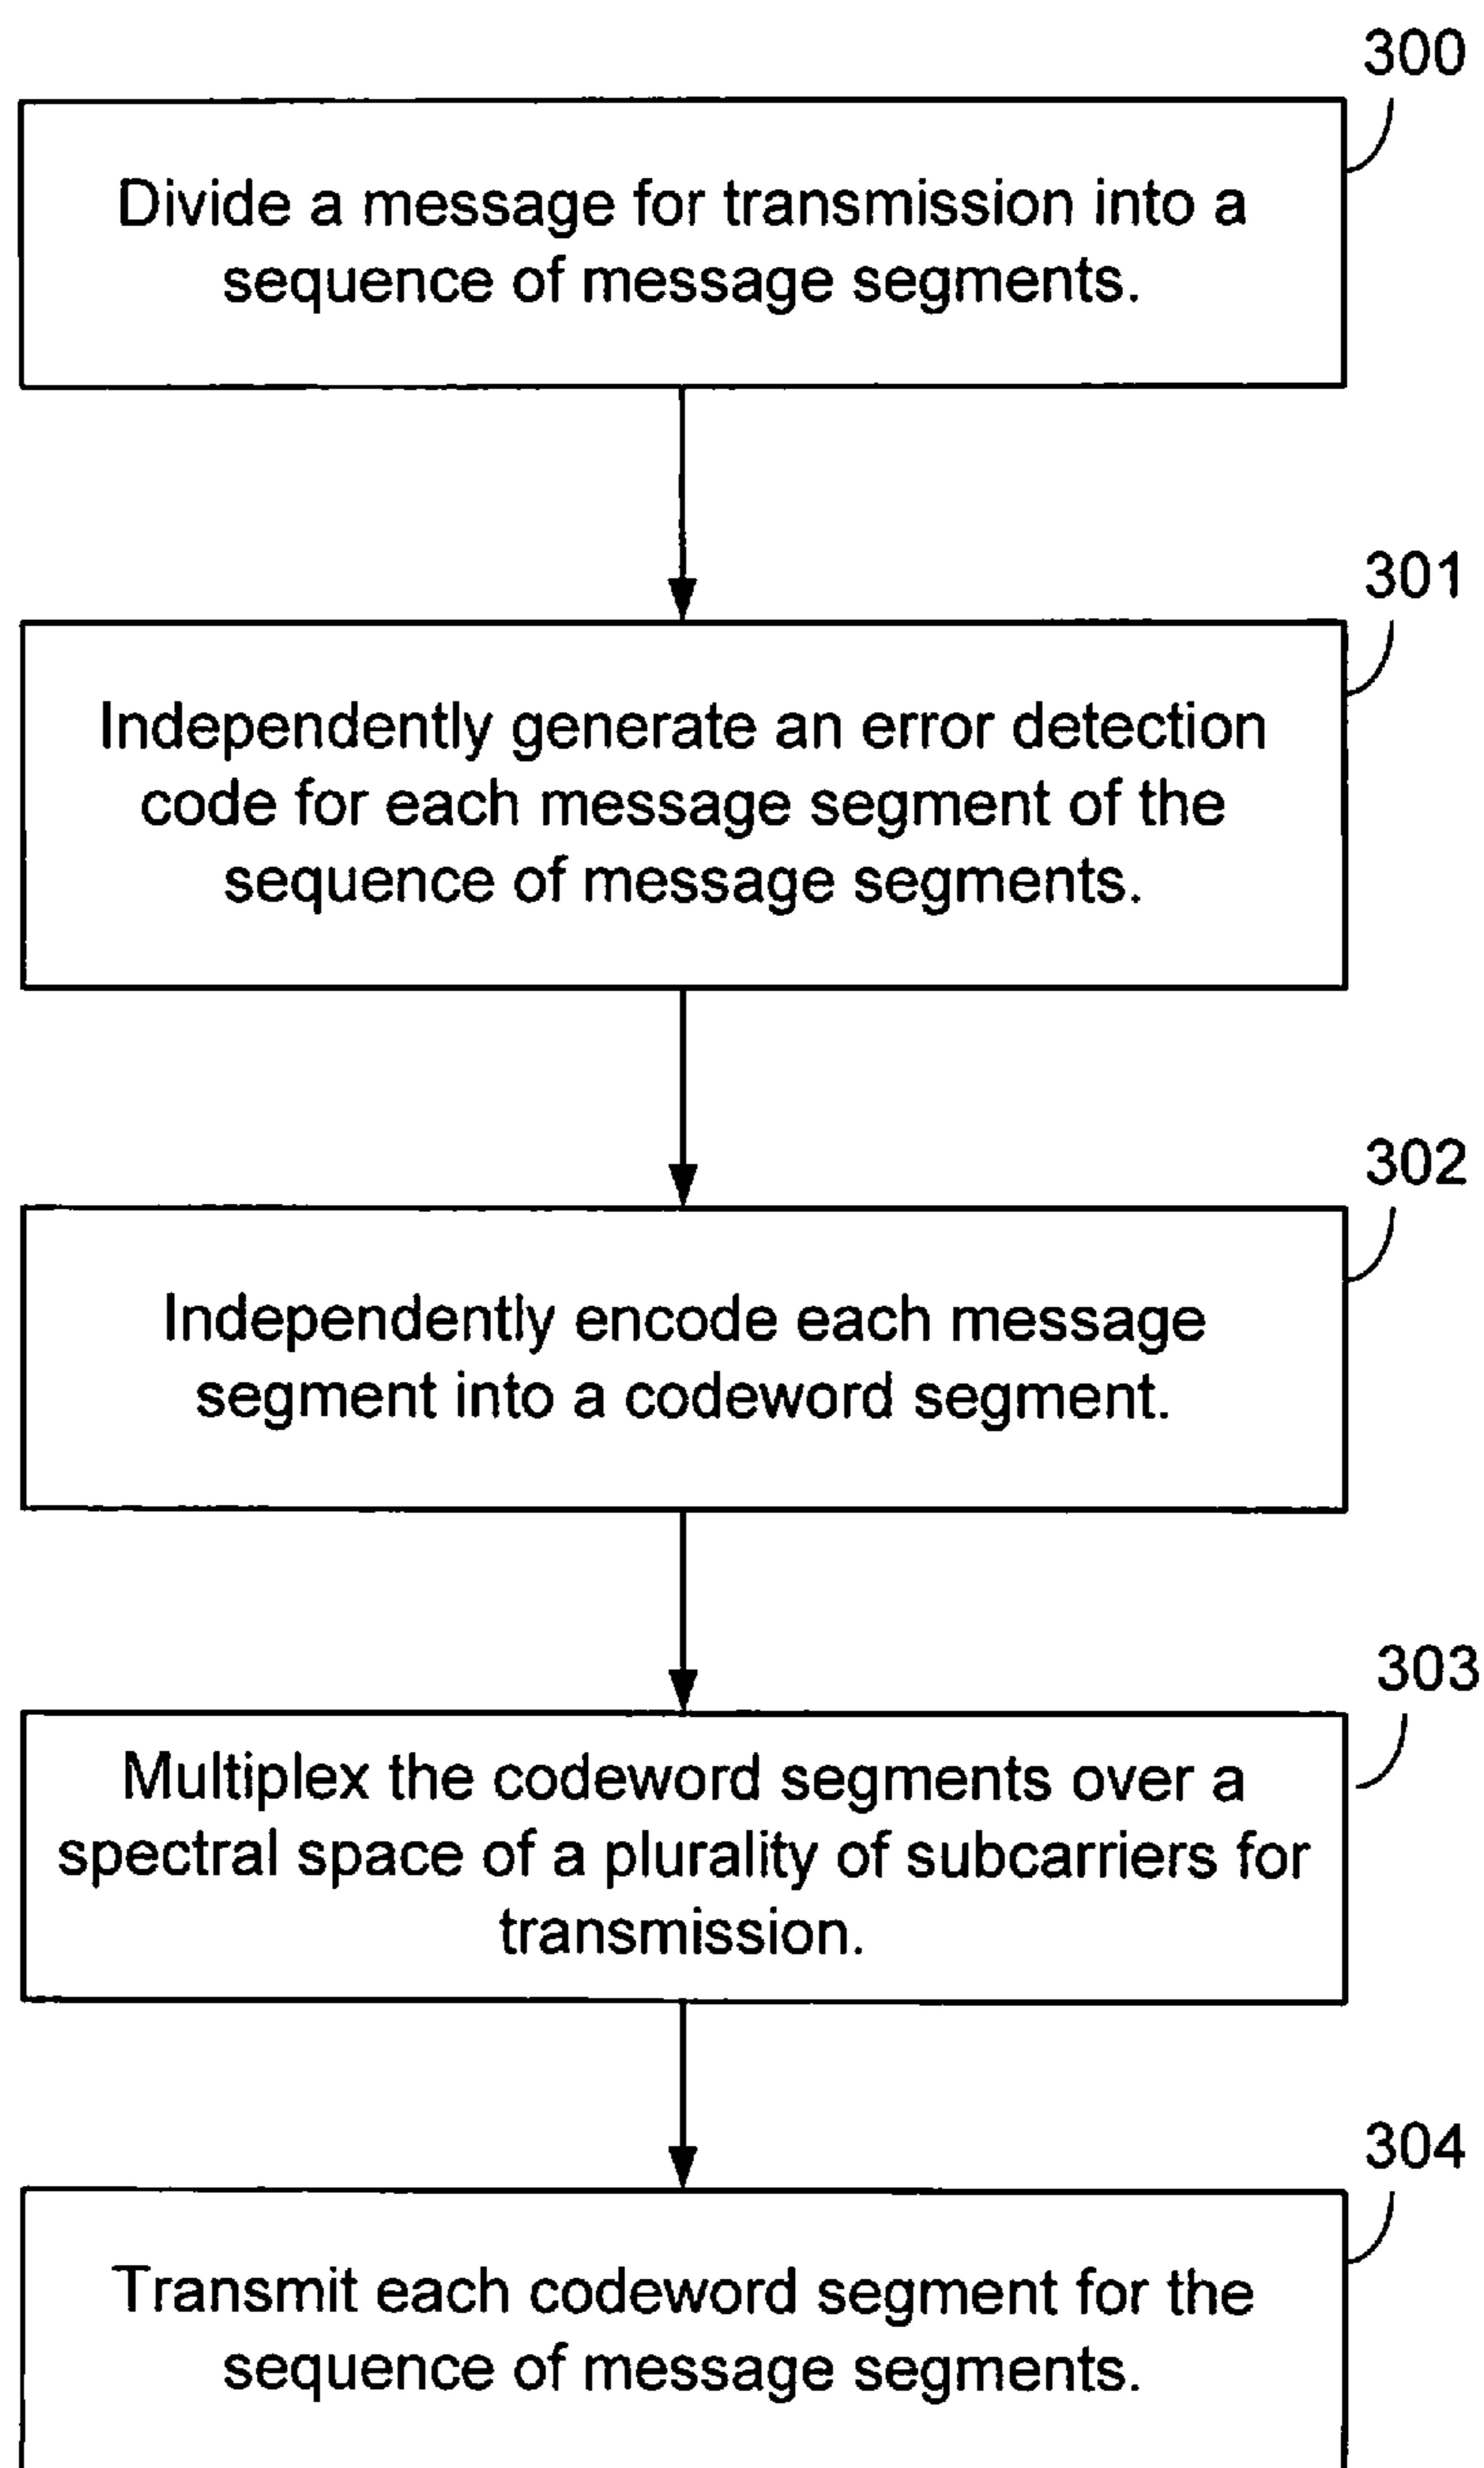 300
Divide a message for transmission into a
sequence of message segments.
301
Independently generate an error detection
code for each message segment of the
sequence of message segments.
302
Independently encode each message
segment into a codeword segment.
303
Multiplex the codeword segments over a
spectral space of a plurality of subcarriers for
transmission.
304
Transmit each codeword segment for the
sequence of message segments.